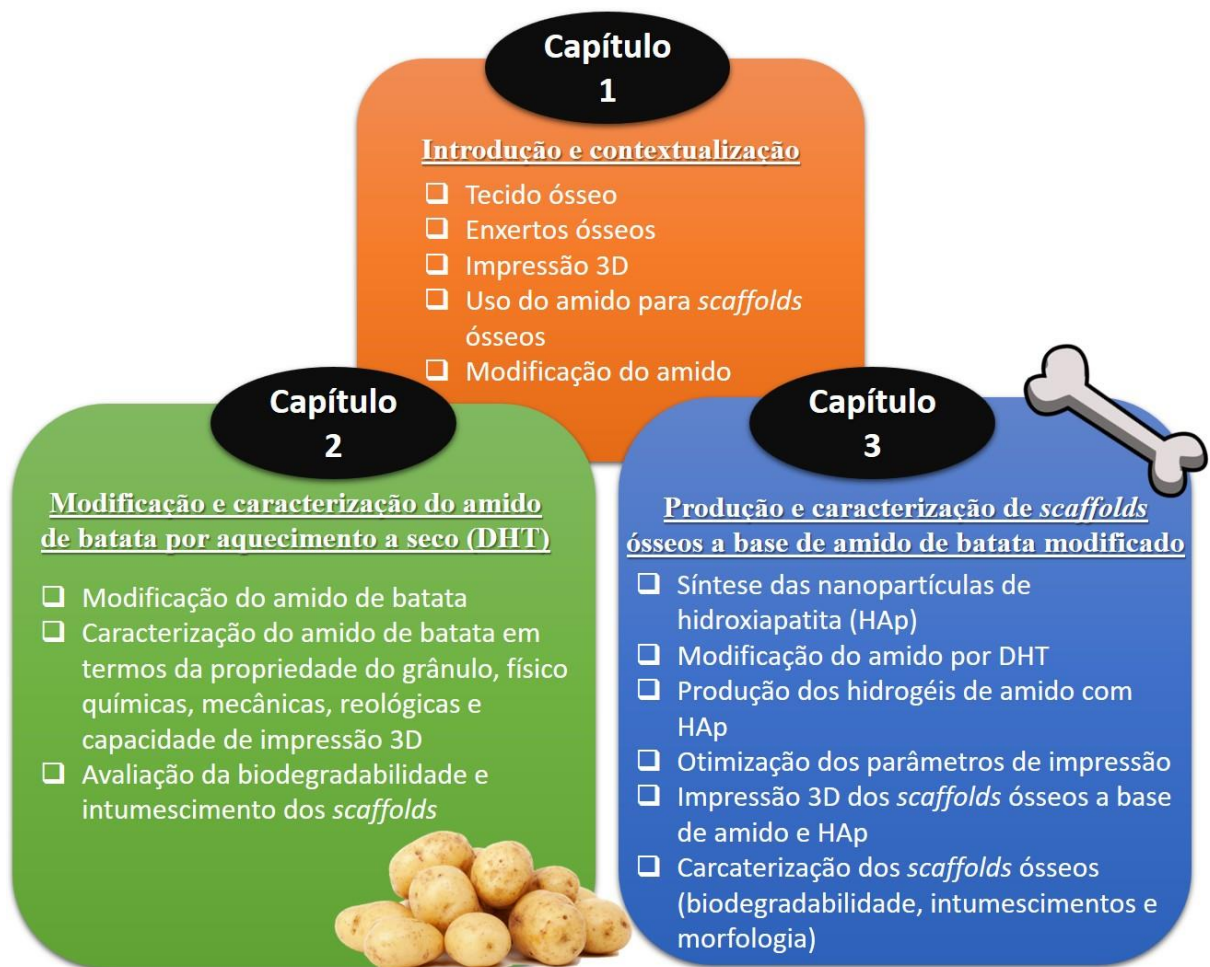 Capítulo
1
Introdução e contextualização
❑ Tecido ósseo
❑ Enxertos ósseos
❑ Impressão 3D
❑ Uso do amido para scaffolds
ósseos
❑ Modificação do amido
Capítulo
2
Modificação e caracterização do amido
de batata por aquecimento a seco (DHT)
❑ Modificação do amido de batata
❑ Caracterização do amido de batata em
termos da propriedade do grânulo, físico
químicas, mecânicas, reológicas e
capacidade de impressão 3D
❑ Avaliação da biodegradabilidade e
intumescimento dos scaffolds
Capítulo
3
Produção e caracterização de scaffolds
ósseos a base de amido de batata modificado
❑ Síntese das nanopartículas de
hidroxiapatita (HAp)
❑ Modificação do amido por DHT
❑ Produção dos hidrogéis de amido com
HAp
❑ Otimização dos parâmetros de impressão
❑ Impressão 3D dos scaffolds ósseos a base
de amido e HAp
❑ Carcaterização dos scaffolds ósseos
(biodegradabilidade, intumescimentos e
morfologia)